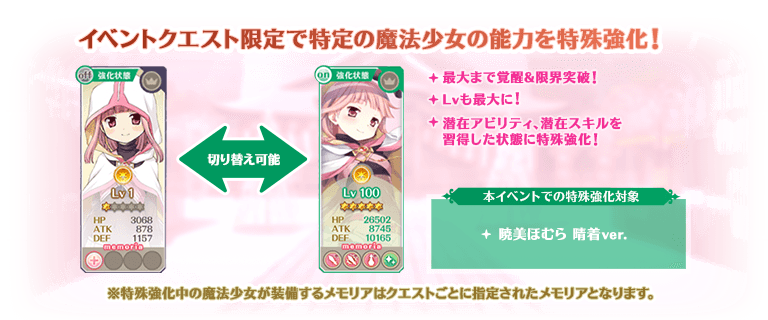 イベントクエスト限定で特定の魔法少女の能力を特殊強化！
off 強化状態
Lv 1
HP 3068
ATK 878
DEF 1157
memoria
切り替え可能
on 強化状態
Lv 100
HP 26502
ATK 8745
DEF 10165
memoria
最大まで覚醒&限界突破！
Lvも最大に！
潜在アビリティ、潜在スキルを
習得した状態に特殊強化！
本イベントでの特殊強化対象
暁美ほむら 晴着ver.
※特殊強化中の魔法少女が装備するメモリアはクエストごとに指定されたメモリアとなります。